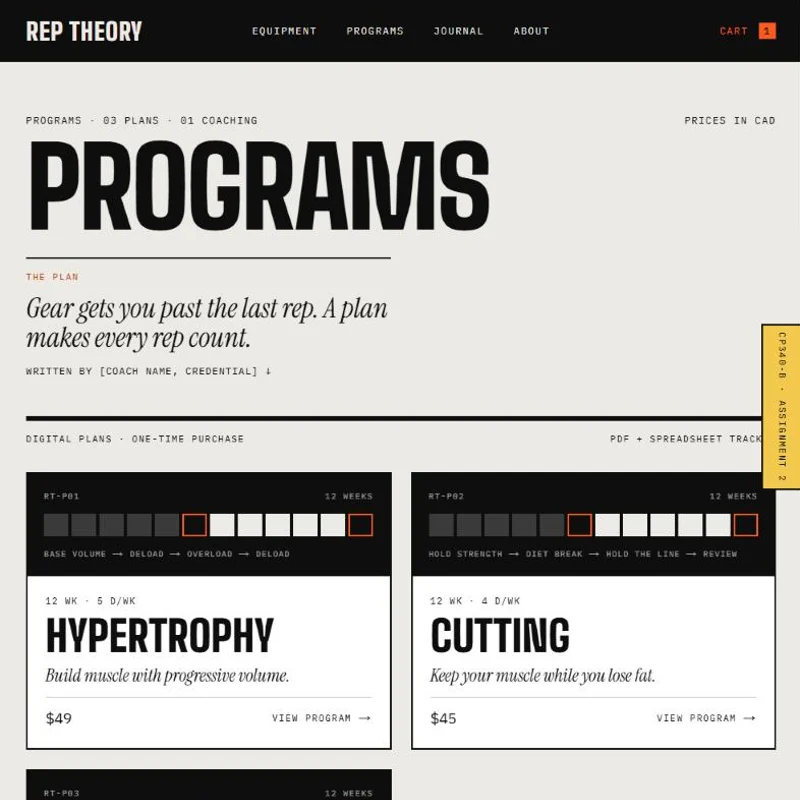 REP THEORY
EQUIPMENT PROGRAMS JOURNAL ABOUT
CART 1
PROGRAMS · 03 PLANS · 01 COACHING
PRICES IN CAD
PROGRAMS
THE PLAN
Gear gets you past the last rep. A plan
makes every rep count.
WRITTEN BY [COACH NAME, CREDENTIAL] ↓
CP340-B · ASSIGNMENT 2
DIGITAL PLANS · ONE-TIME PURCHASE
PDF + SPREADSHEET TRACK
RT-P01 12 WEEKS
BASE VOLUME → DELOAD → OVERLOAD → DELOAD
12 WK · 5 D/WK
HYPERTROPHY
Build muscle with progressive volume.
$49 VIEW PROGRAM →
RT-P02 12 WEEKS
HOLD STRENGTH → DIET BREAK → HOLD THE LINE → REVIEW
12 WK · 4 D/WK
CUTTING
Keep your muscle while you lose fat.
$45 VIEW PROGRAM →
RT-P03 12 WEEKS